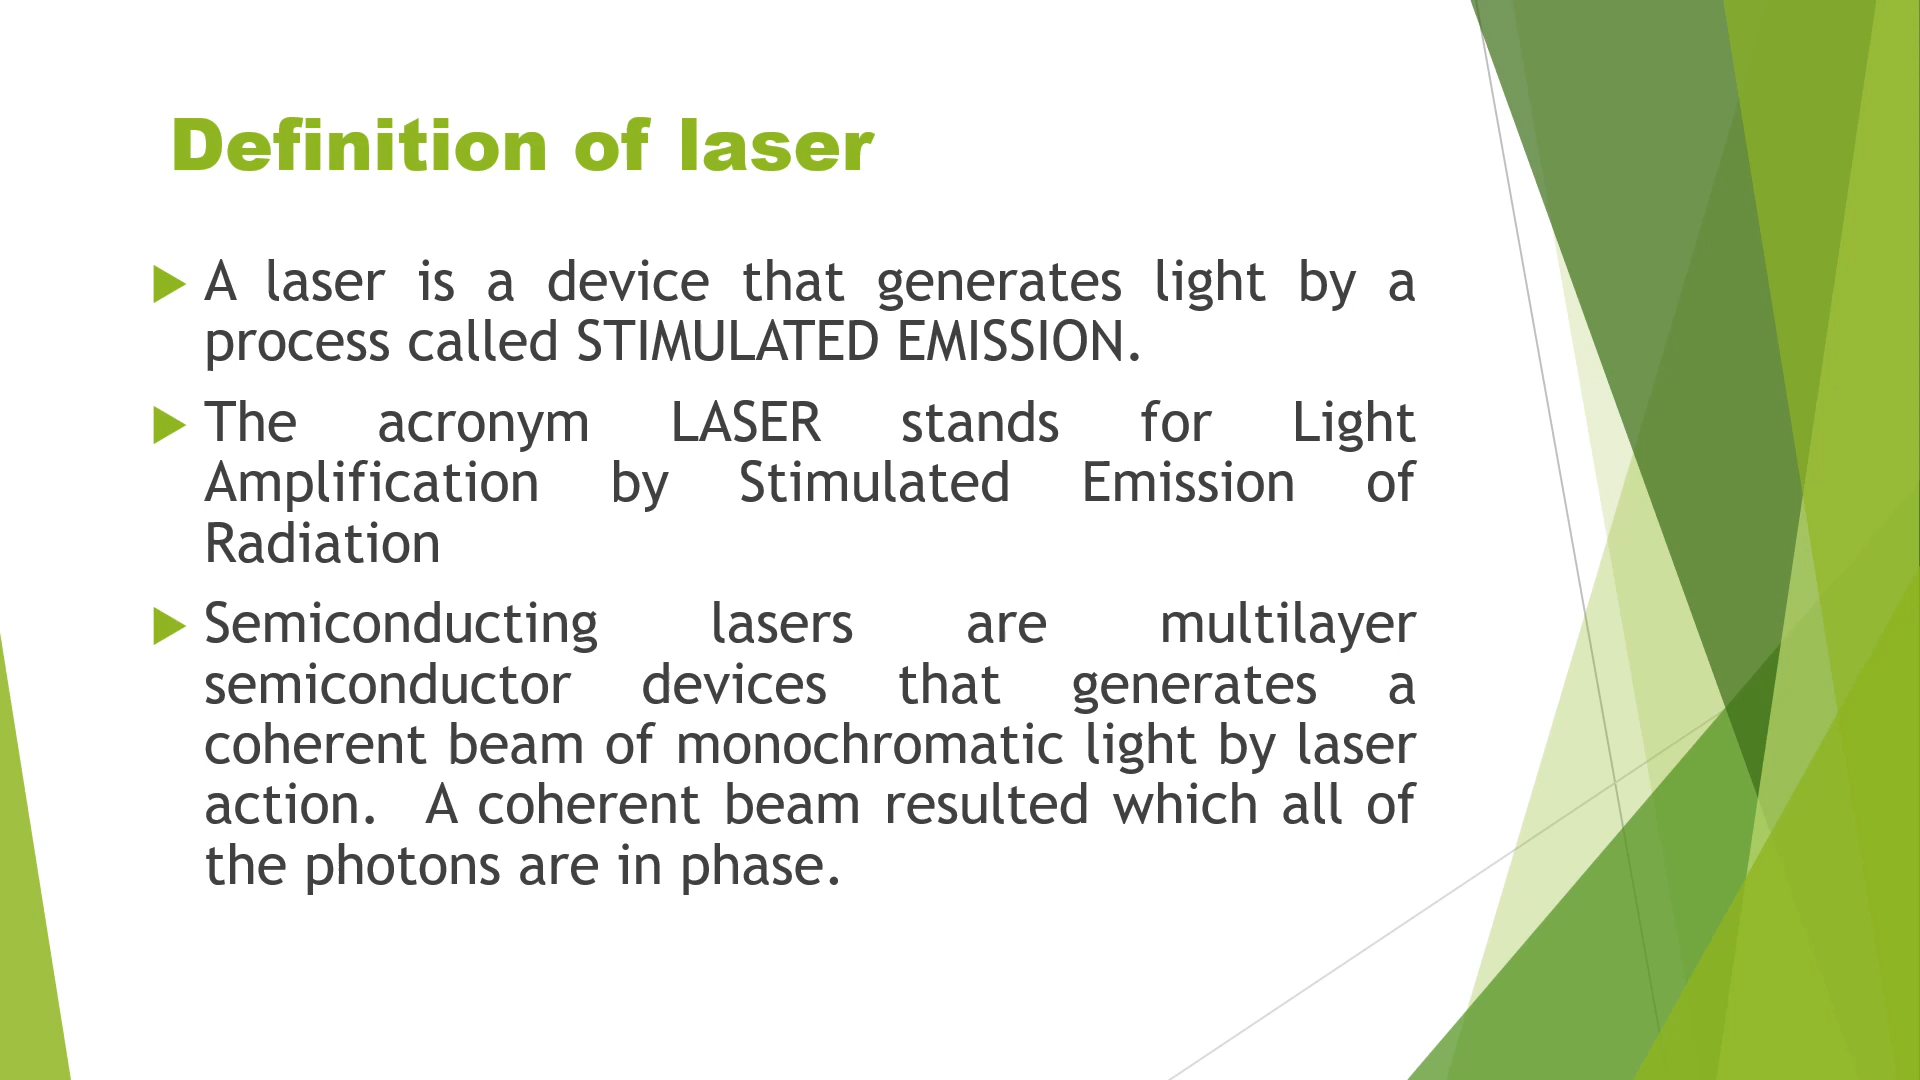 Definition of laser
A laser is a device that generates light by a
process called STIMULATED EMISSION.
The acronym LASER stands for Light
Amplification by Stimulated Emission of
Radiation
Semiconducting lasers are multilayer
semiconductor devices that generates a
coherent beam of monochromatic light by laser
action.  A coherent beam resulted which all of
the photons are in phase.